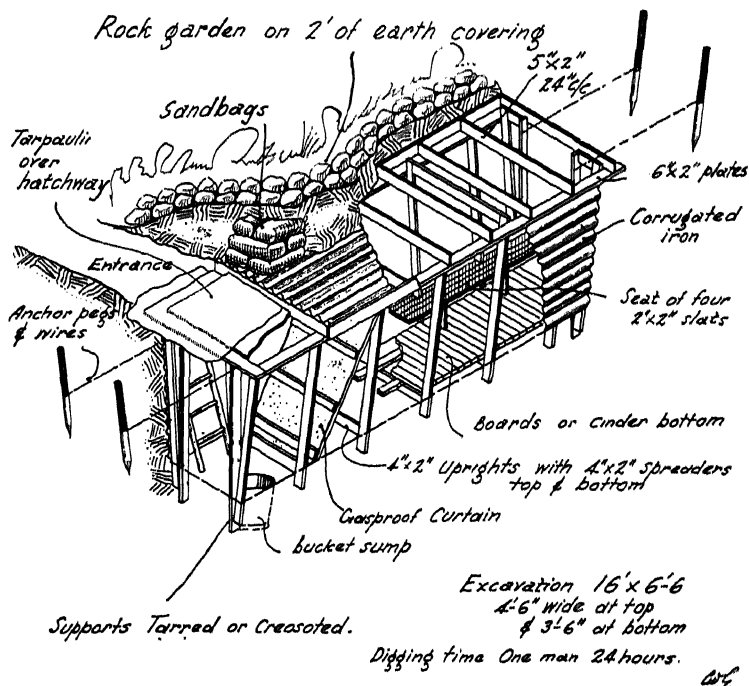 Rock garden on 2' of earth covering
5"x2"
24" c/c
Sandbags
Tarpaulin
over
hatchway
6"x2" plates
Corrugated
iron
Entrance
Seat of four
2"x2" slats
Anchor pegs
& wires
Boards or cinder bottom
4"x2" Uprights with 4"x2" spreaders
top & bottom
Gasproof Curtain
bucket sump
Excavation 16'x6'-6
4'-6" wide at top
& 3'-6" at bottom
Supports Tarred or Creosoted.
Digging time One man 24 hours.